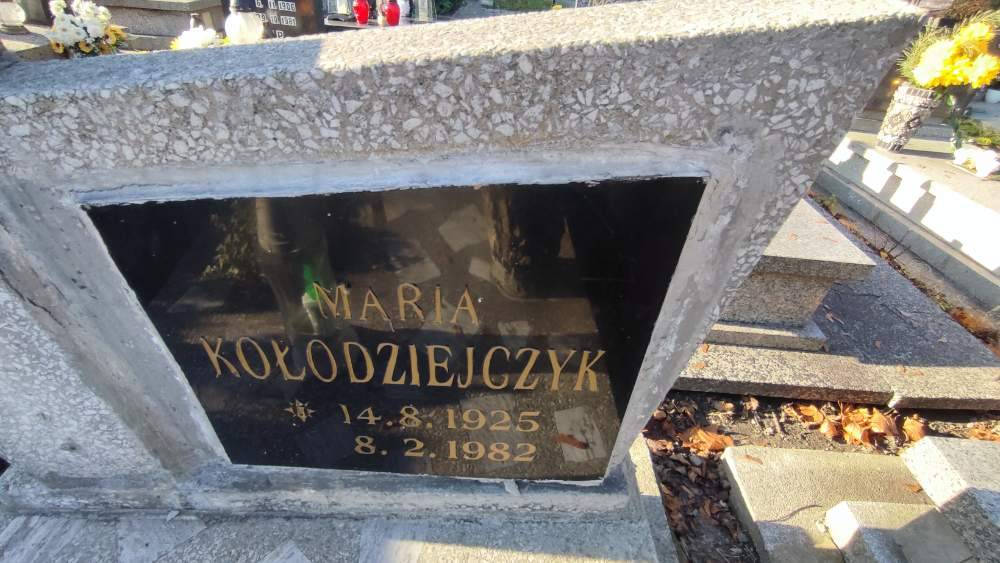 MARIA
KOŁODZIEJCZYK
* 14.8.1925
8.2.1982